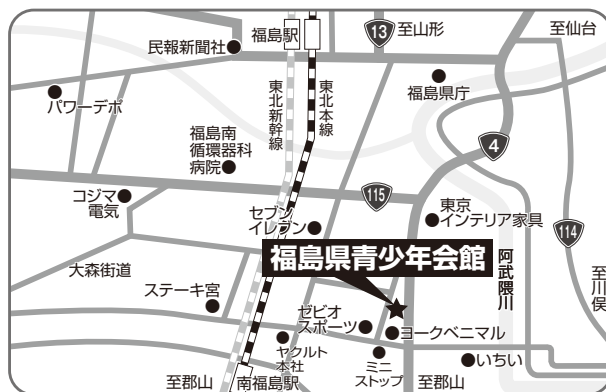 福島駅
13
至山形
至仙台
民報新聞社
福島県庁
パワーデポ
東北新幹線
東北本線
福島南
循環器科
病院
4
コジマ
電気
115
東京
インテリア家具
114
セブン
イレブン
福島県青少年会館
大森街道
阿武隈川
至川俣
ステーキ宮
ゼビオ
スポーツ
ヨークベニマル
ヤクルト
本社
ミニ
ストップ
いちい
至郡山
南福島駅
至郡山